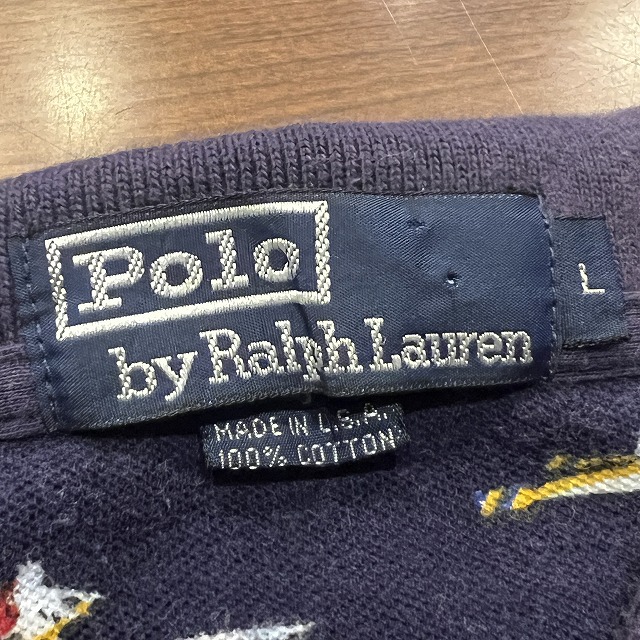 Polo
by Ralph Lauren
L
MADE IN U.S.A.
100% COTTON